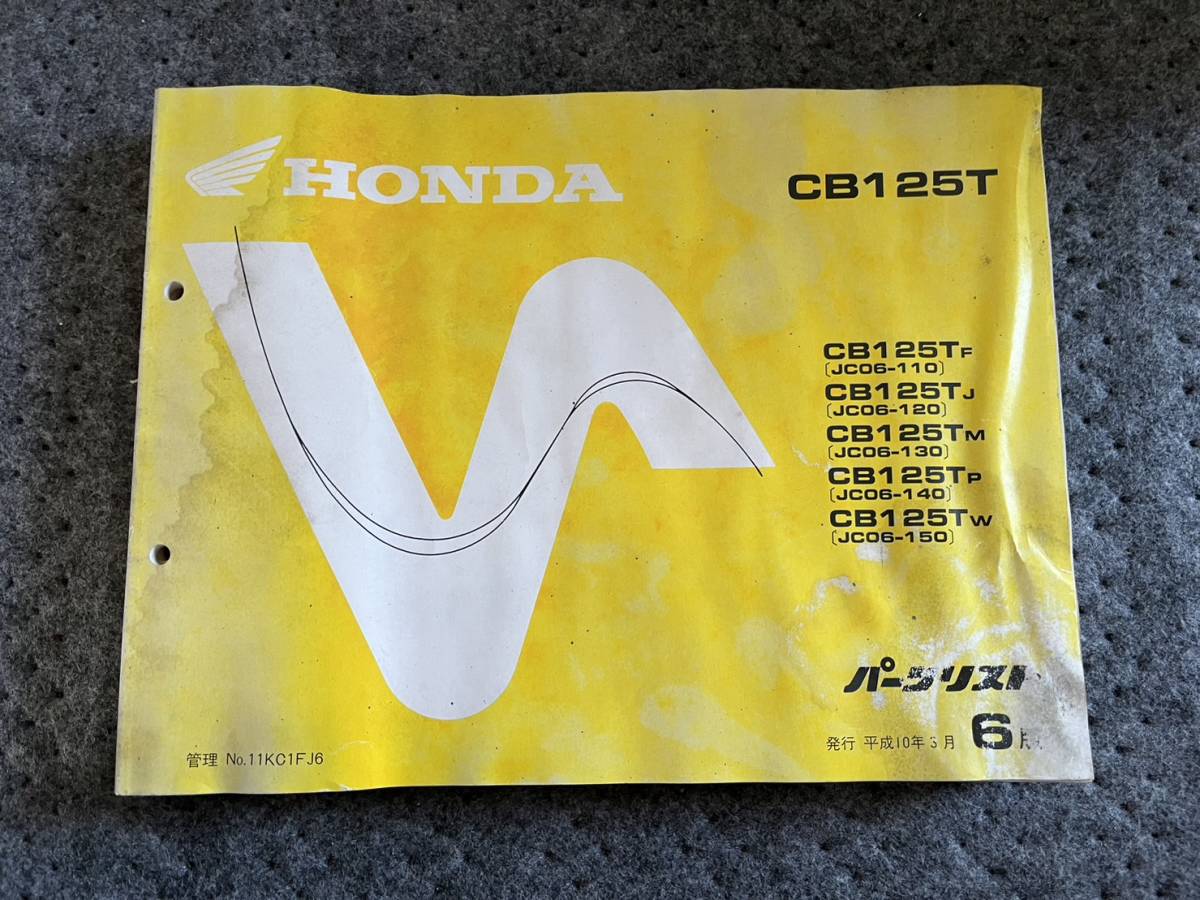 HONDA
CB125T
CB125TF
(JC06-110)
CB125TJ
(JC06-120)
CB125TM
(JC06-130)
CB125TP
(JC06-140)
CB125TW
(JC06-150)
パーツリスト
発行 平成10年3月 6
管理 No.11KC1FJ6